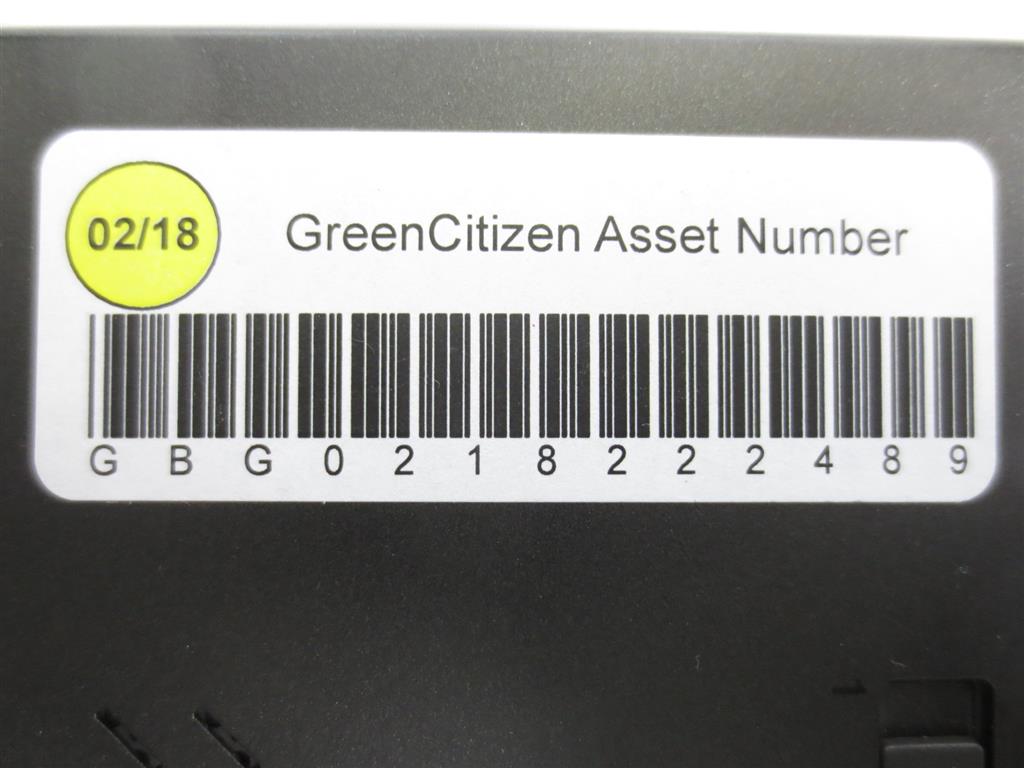 02/18
GreenCitizen Asset Number
G B G 0 2 1 8 2 2 2 4 8 9